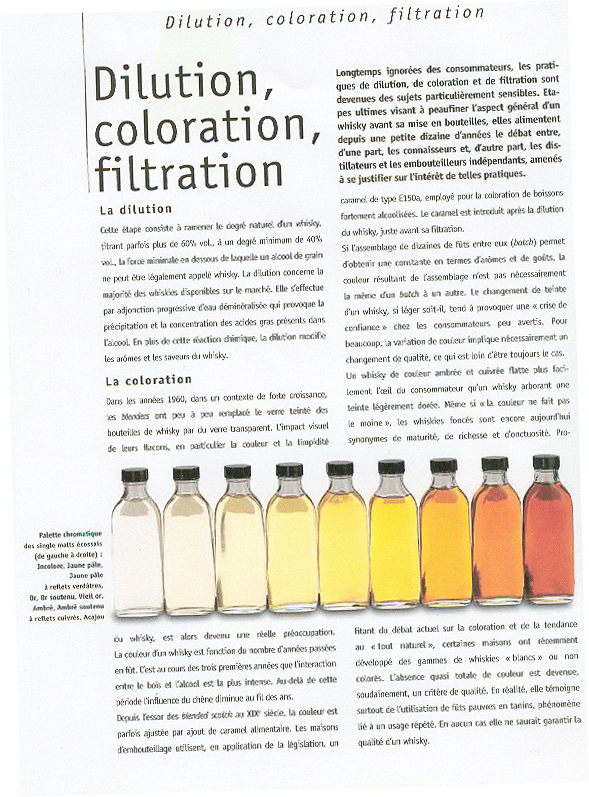 Dilution, coloration, filtration
Dilution,
coloration,
filtration
Longtemps ignorées des consommateurs, les prati-
ques de dilution, de coloration et de filtration sont
devenues des sujets particulièrement sensibles. Eta-
pes ultimes visant à peaufiner l'aspect général d'un
whisky avant sa mise en bouteilles, elles alimentent
depuis une petite dizaine d'années le débat entre,
d'une part, les connaisseurs et, d'autre part, les dis-
tillateurs et les embouteilleurs indépendants, amenés
à se justifier sur l'intérêt de telles pratiques.
La dilution
Cette étape consiste à ramener le degré naturel d'un whisky,
titrant parfois plus de 60% vol., à un degré minimum de 40%
vol., la force minimale en dessous de laquelle un alcool de grain
ne peut être légalement appelé whisky. La dilution concerne la
majorité des whiskies disponibles sur le marché. Elle s'effectue
par adjonction progressive d'eau déminéralisée qui provoque la
précipitation et la concentration des acides gras présents dans
l'alcool. En plus de cette réaction chimique, la dilution modifie
les arômes et les saveurs du whisky.
La coloration
Dans les années 1960, dans un contexte de forte croissance,
les blenders ont peu à peu remplacé le verre teinté des
bouteilles de whisky par du verre transparent. L'impact visuel
de leurs flacons, en particulier la couleur et la limpidité
caramel de type E150a, employé pour la coloration de boissons
fortement alcoolisées. Le caramel est introduit après la dilution
du whisky, juste avant sa filtration.
Si l'assemblage de dizaines de fûts entre eux (batch) permet
d'obtenir une constante en termes d'arômes et de goûts, la
couleur résultant de l'assemblage n'est pas nécessairement
la même d'un batch à un autre. Le changement de teinte
d'un whisky, si léger soit-il, tend à provoquer une « crise de
confiance » chez les consommateurs peu avertis. Pour
beaucoup, la variation de couleur implique nécessairement un
changement de qualité, ce qui est loin d'être toujours le cas.
Un whisky de couleur ambrée et cuivrée flatte plus faci-
lement l'œil du consommateur qu'un whisky arborant une
teinte légèrement dorée. Même si « la couleur ne fait pas
le moine », les whiskies foncés sont encore aujourd'hui
synonymes de maturité, de richesse et d'onctuosité. Pro-
Palette chromatique
des single malts écossais
(de gauche à droite) :
Incolore, Jaune pâle,
Jaune pâle
à reflets verdâtres,
Or, Or soutenu, Vieil or,
Ambré, Ambré soutenu
à reflets cuivrés, Acajou
du whisky, est alors devenu une réelle préoccupation.
La couleur d'un whisky est fonction du nombre d'années passées
en fût. C'est au cours des trois premières années que l'interaction
entre le bois et l'alcool est la plus intense. Au-delà de cette
période l'influence du chêne diminue au fil des ans.
Depuis l'essor des blended scotch au XIXe siècle, la couleur est
parfois ajustée par ajout de caramel alimentaire. Les maisons
d'embouteillage utilisent, en application de la législation, un
fitant du débat actuel sur la coloration et de la tendance
au « tout naturel », certaines maisons ont récemment
développé des gammes de whiskies « blancs » ou non
colorés. L'absence quasi totale de couleur est devenue,
soudainement, un critère de qualité. En réalité, elle témoigne
surtout de l'utilisation de fûts pauvres en tanins, phénomène
lié à un usage répété. En aucun cas elle ne saurait garantir la
qualité d'un whisky.